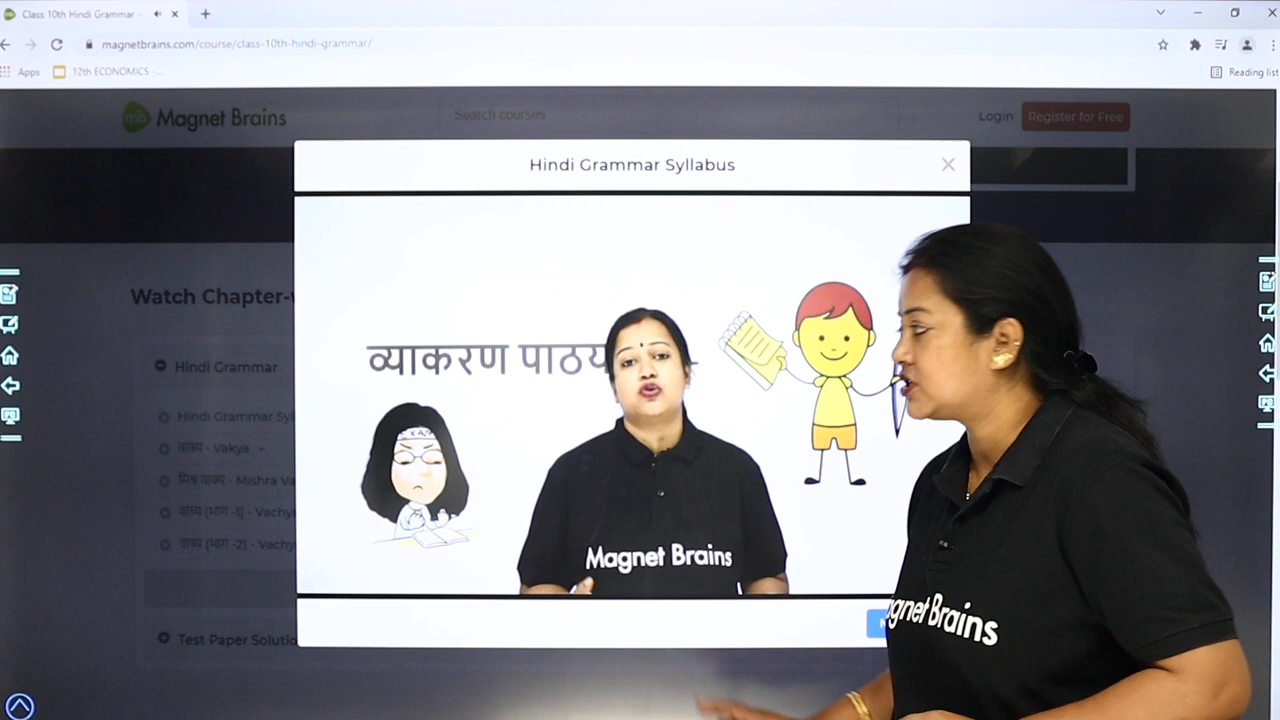 Class 10th Hindi Grammar -
magnetbrains.com/course/class-10th-hindi-grammar/
Apps
12th ECONOMICS -...
Reading list
mb Magnet Brains
Search courses
Login
Register for Free
Hindi Grammar Syllabus
Watch Chapter-
Hindi Grammar
Hindi Grammar Syl
वाक्य - Vakya
मिश्र वाक्य - Mishra Va
वाच्य (भाग -1) - Vachy
वाच्य (भाग -2) - Vachy
Test Paper Solutio
व्याकरण पाठय
Magnet Brains
gnet Brains